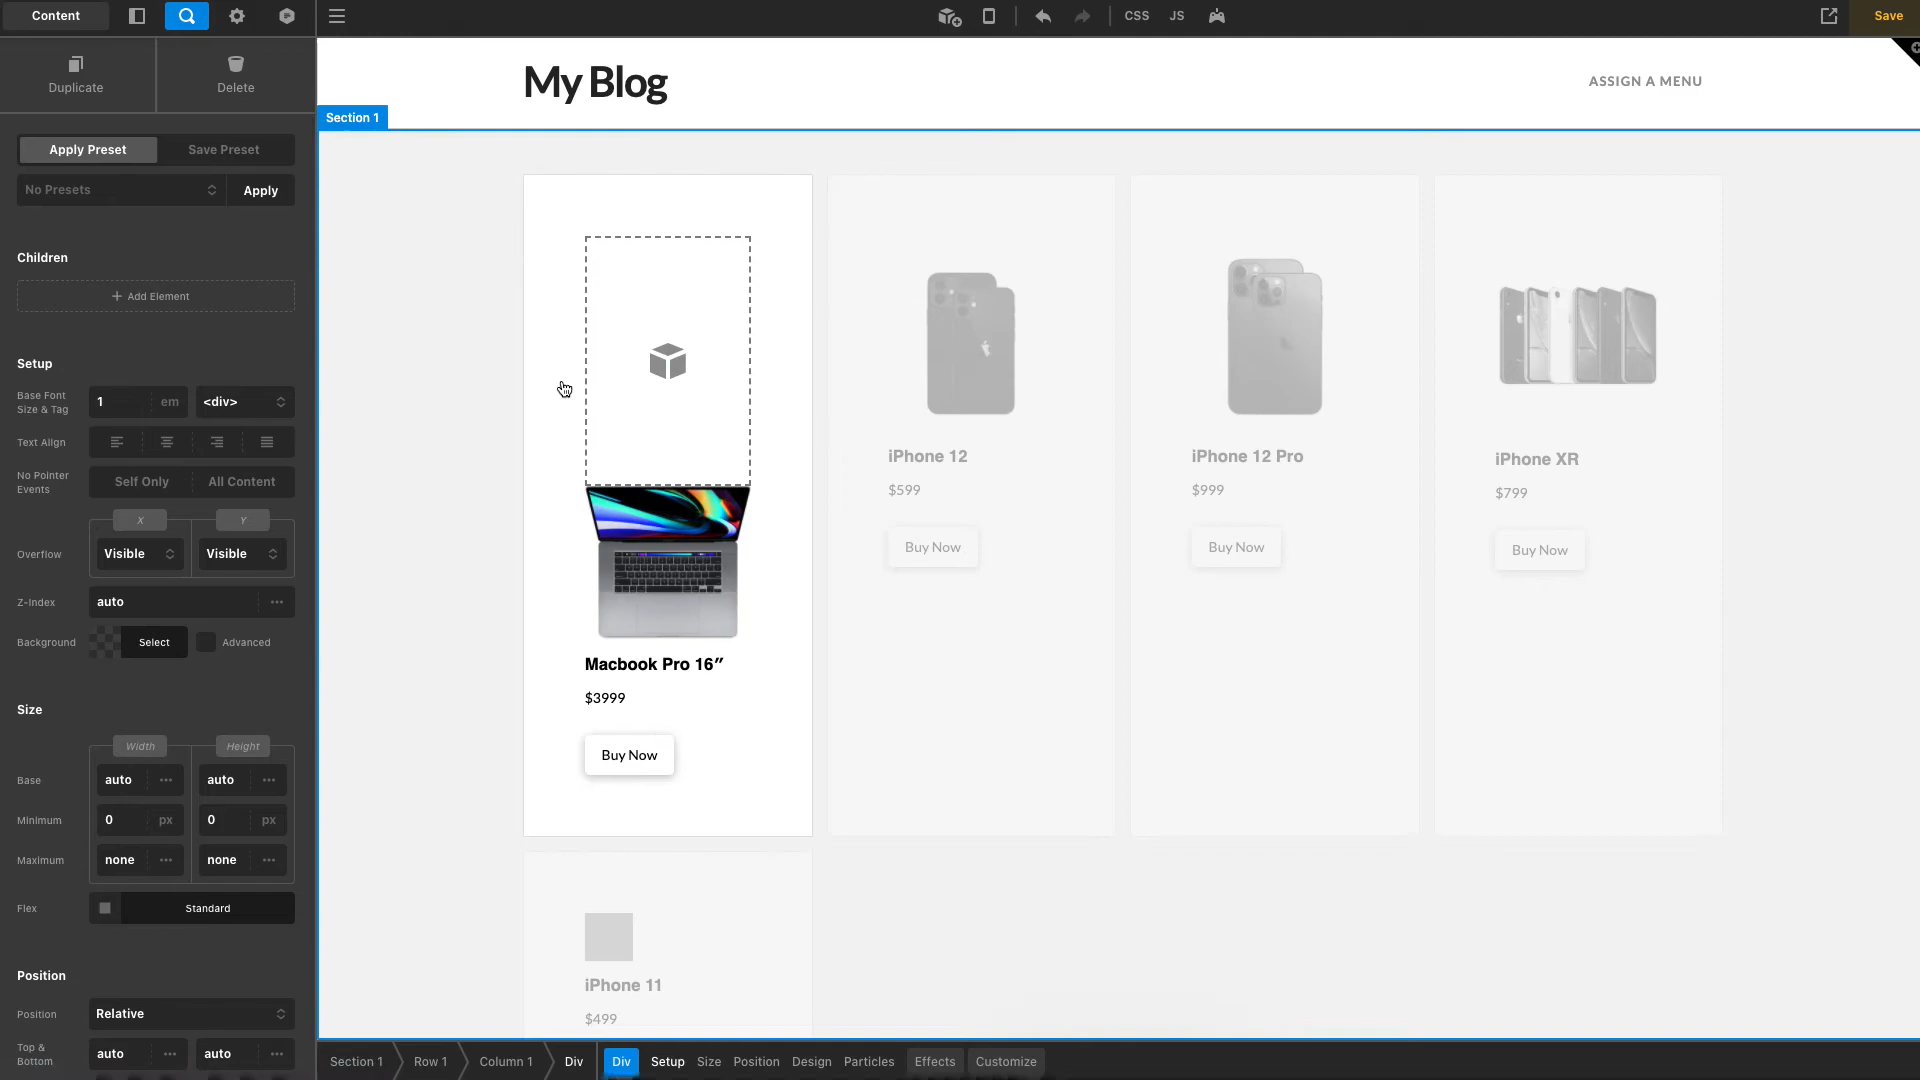 Content
CSS
JS
Save
Duplicate
Delete
Apply Preset
Save Preset
No Presets
Apply
Children
Add Element
Setup
Base Font
Size & Tag
1
em
<div>
Text Align
No Pointer
Events
Self Only
All Content
X
Y
Overflow
Visible
Visible
Z-Index
auto
Background
Select
Advanced
Size
Width
Height
Base
auto
auto
Minimum
0
px
0
px
Maximum
none
none
Flex
Standard
Position
Position
Relative
Top &
Bottom
auto
auto
My Blog
ASSIGN A MENU
Section 1
Macbook Pro 16″
$3999
Buy Now
iPhone 12
$599
Buy Now
iPhone 12 Pro
$999
Buy Now
iPhone XR
$799
Buy Now
iPhone 11
$499
Section 1
Row 1
Column 1
Div
Div
Setup
Size
Position
Design
Particles
Effects
Customize